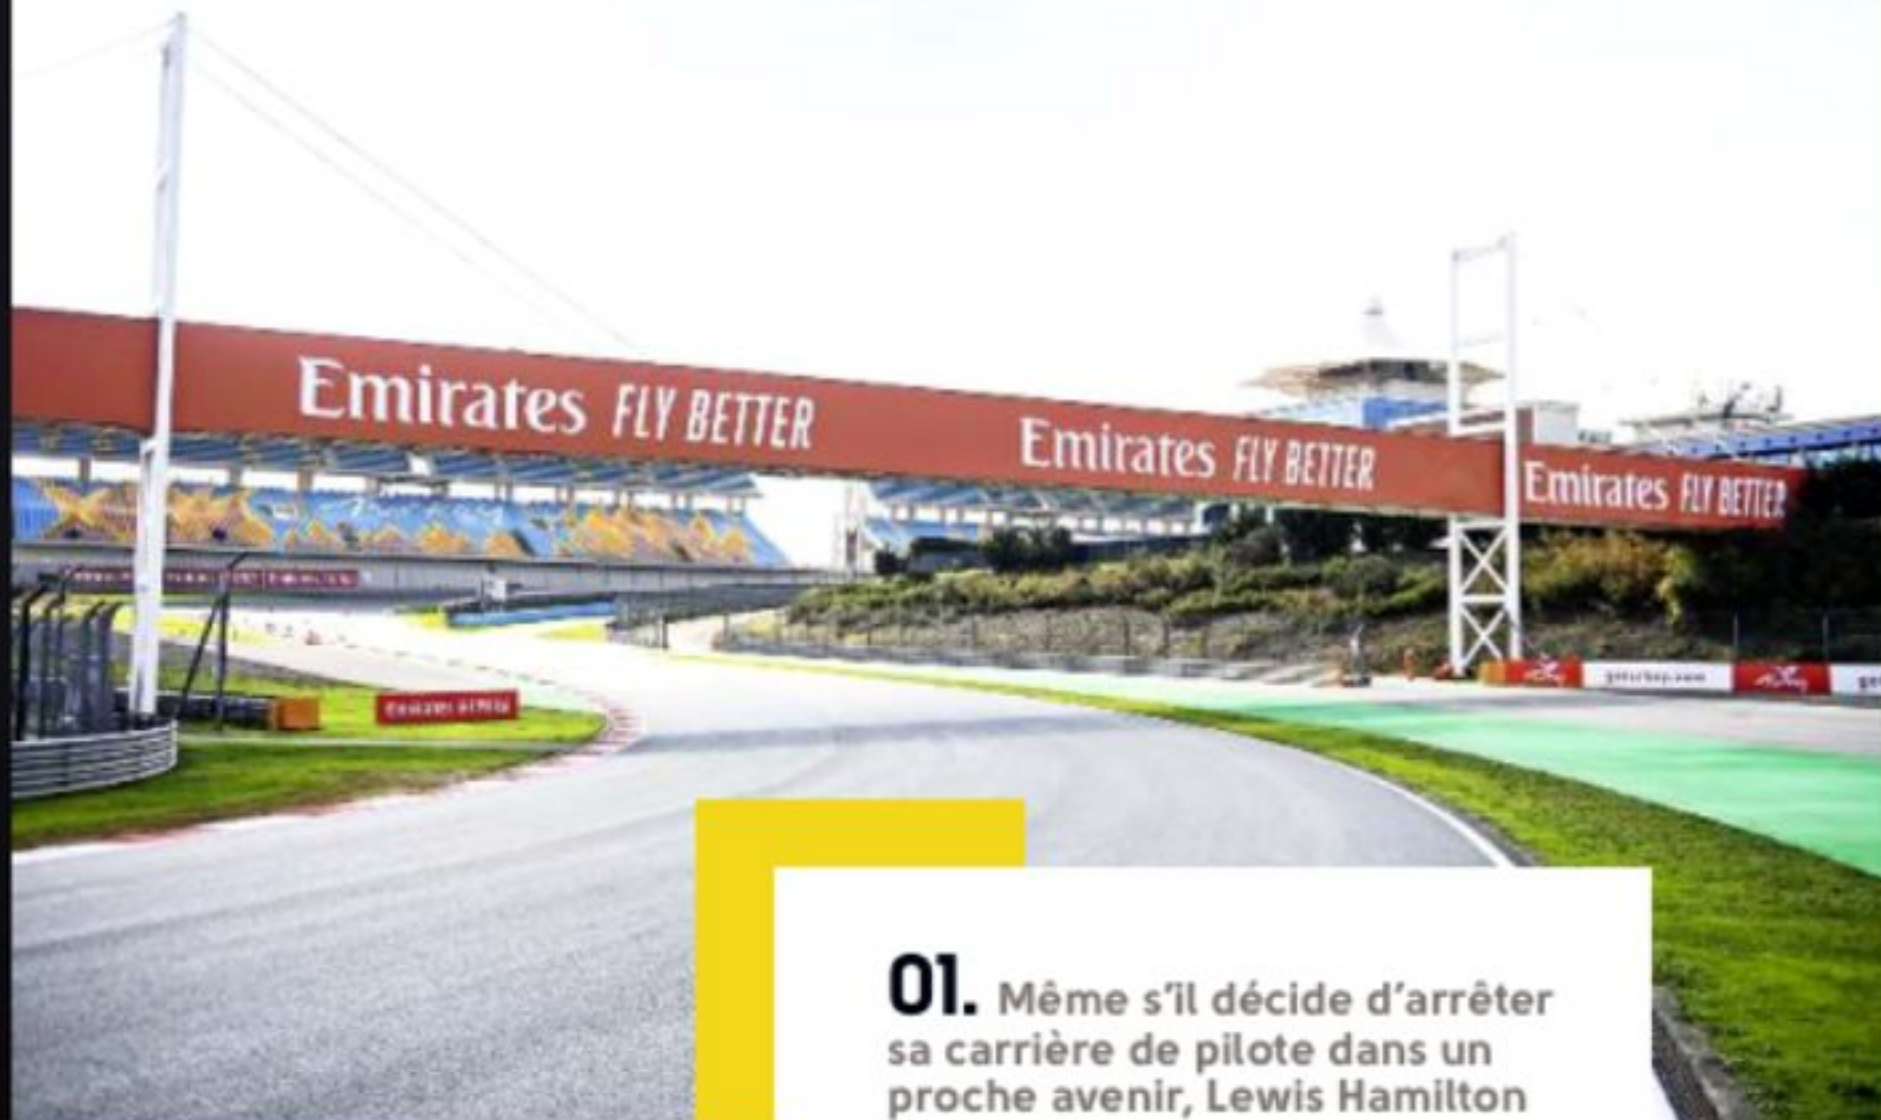 Emirates FLY BETTER
Emirates FLY BETTER
Emirates FLY BETTER
01. Même s'il décide d'arrêter
sa carrière de pilote dans un
proche avenir, Lewis Hamilton